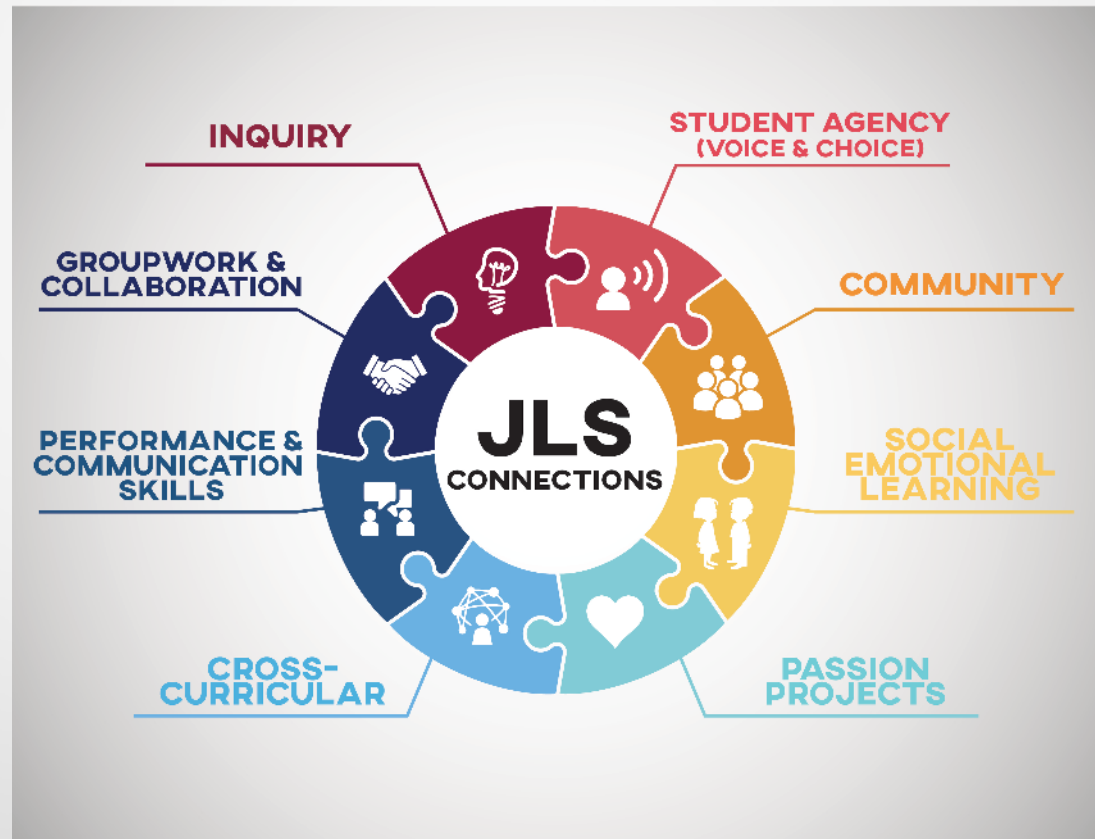 INQUIRY
STUDENT AGENCY
(VOICE & CHOICE)
GROUPWORK &
COLLABORATION
COMMUNITY
JLS
CONNECTIONS
PERFORMANCE &
COMMUNICATION
SKILLS
SOCIAL
EMOTIONAL
LEARNING
CROSS-
CURRICULAR
PASSION
PROJECTS